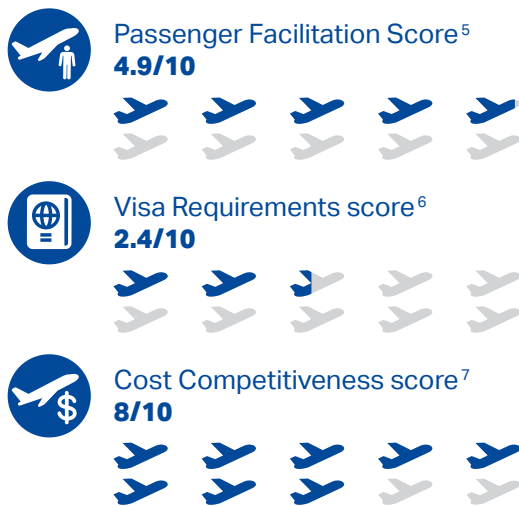 Passenger Facilitation Score⁵
4.9/10
Visa Requirements score⁶
2.4/10
Cost Competitiveness score⁷
8/10
$